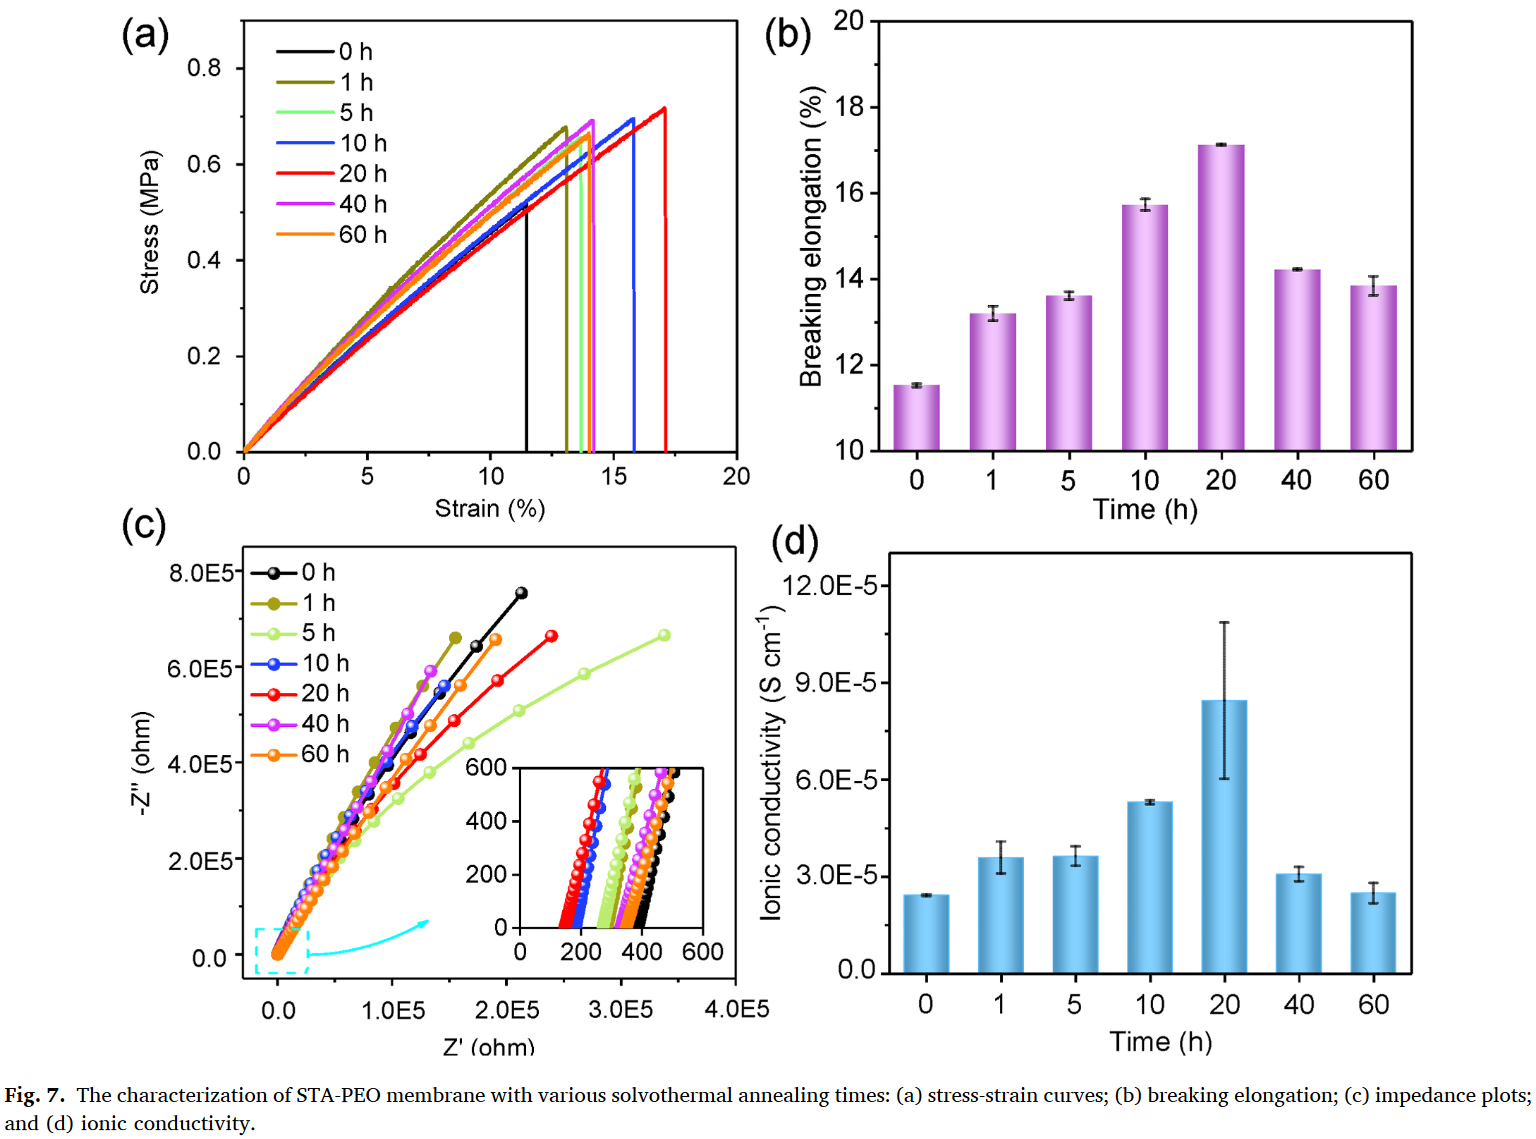 (a)
0.8
0.6
0.4
0.2
0.0
Stress (MPa)
0 h
1 h
5 h
10 h
20 h
40 h
60 h
0 5 10 15 20
Strain (%)
(b)
20
18
16
14
12
10
Breaking elongation (%)
0 1 5 10 20 40 60
Time (h)
(c)
8.0E5
6.0E5
4.0E5
2.0E5
0.0
-Z'' (ohm)
0 h
1 h
5 h
10 h
20 h
40 h
60 h
600
400
200
0
0 200 400 600
0.0 1.0E5 2.0E5 3.0E5 4.0E5
Z' (ohm)
(d)
12.0E-5
9.0E-5
6.0E-5
3.0E-5
0.0
Ionic conductivity (S cm⁻¹)
0 1 5 10 20 40 60
Time (h)
Fig. 7. The characterization of STA-PEO membrane with various solvothermal annealing times: (a) stress-strain curves; (b) breaking elongation; (c) impedance plots;
and (d) ionic conductivity.